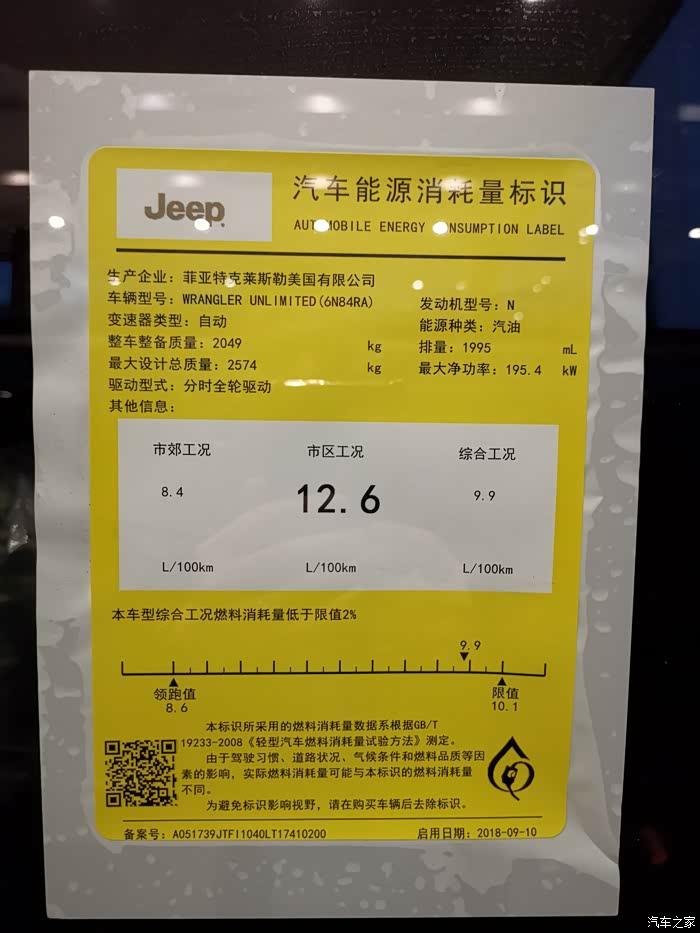 Jeep
汽车能源消耗量标识
AUTOMOBILE ENERGY CONSUMPTION LABEL
生产企业：菲亚特克莱斯勒美国有限公司
车辆型号：WRANGLER UNLIMITED(6N84RA)
发动机型号：N
变速器类型：自动
能源种类：汽油
整车整备质量：2049 kg
排量：1995 mL
最大设计总质量：2574 kg
最大净功率：195.4 kW
驱动型式：分时全轮驱动
其他信息：
市郊工况 市区工况 综合工况
8.4 12.6 9.9
L/100km L/100km L/100km
本车型综合工况燃料消耗量低于限值2%
9.9
领跑值 限值
8.6 10.1
本标识所采用的燃料消耗量数据系根据GB/T
19233-2008《轻型汽车燃料消耗量试验方法》测定。
由于驾驶习惯、道路状况、气候条件和燃料品质等因
素的影响，实际燃料消耗量可能与本标识的燃料消耗量
不同。
为避免标识影响视野，请在购买车辆后去除标识。
备案号：A051739JTFI1040LT17410200 启用日期：2018-09-10
汽车之家